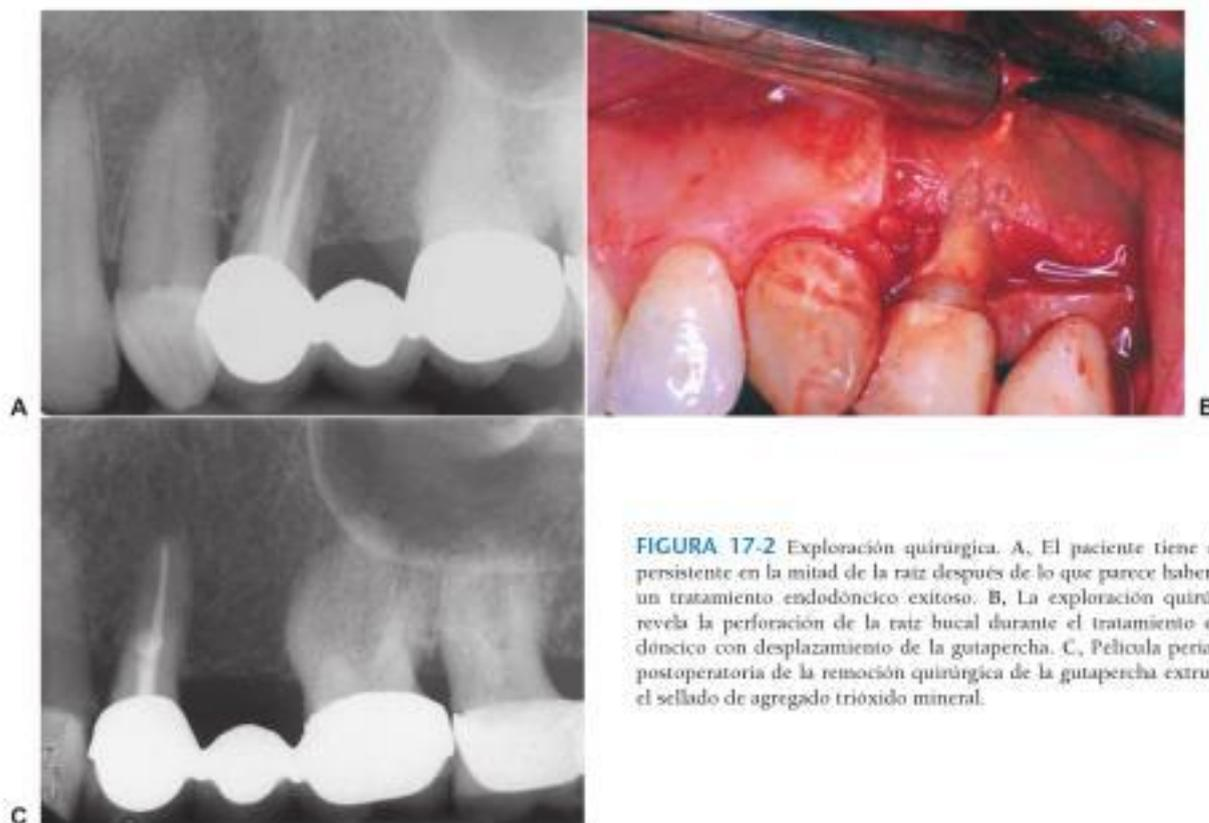 A
B
C
FIGURA 17-2 Exploración quirúrgica. A, El paciente tiene
persistente en la mitad de la raíz después de lo que parece haber
un tratamiento endodóncico exitoso. B, La exploración
revela la perforación de la raíz bucal durante el tratamiento
dóncico con desplazamiento de la gutapercha. C, Película
postoperatoria de la remoción quirúrgica de la gutapercha
el sellado de agregado trióxido mineral.